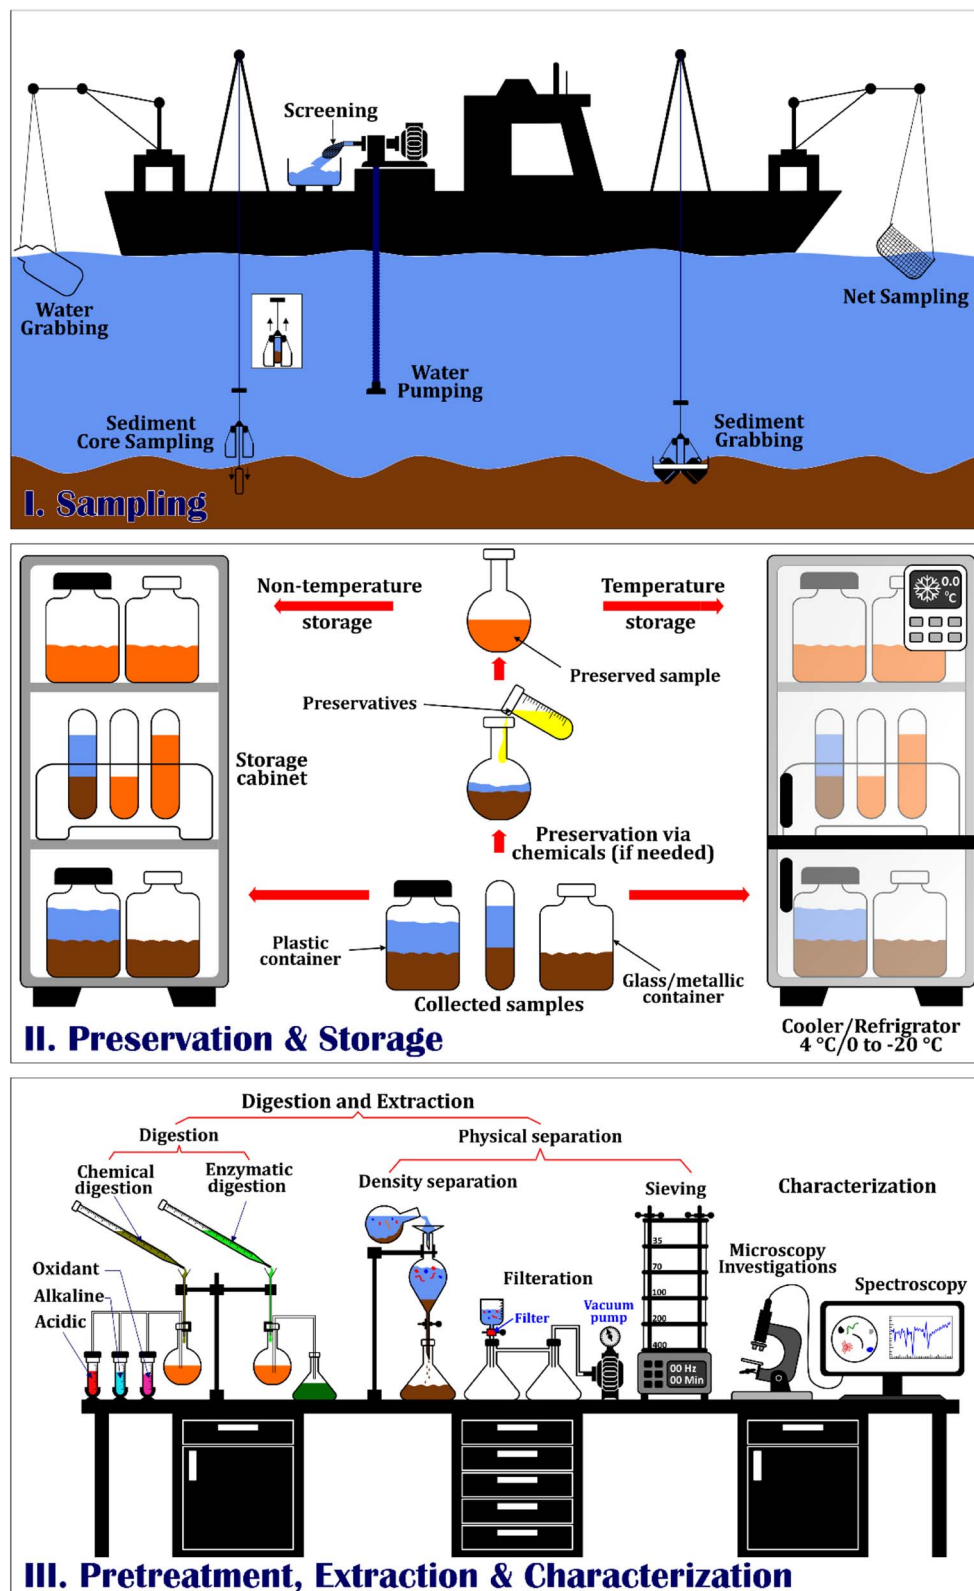 Screening
Water
Grabbing
Net Sampling
Water
Pumping
Sediment
Core Sampling
Sediment
Grabbing
I. Sampling
Non-temperature
storage
Temperature
storage
0.0
°C
Preserved sample
Preservatives
Storage
cabinet
Preservation via
chemicals (if needed)
Plastic
container
Glass/metallic
container
Collected samples
Cooler/Refrigrator
4 °C/0 to -20 °C
II. Preservation & Storage
Digestion and Extraction
Digestion
Physical separation
Chemical
digestion
Enzymatic
digestion
Density separation
Sieving
Characterization
35
70
100
200
400
Microscopy
Investigations
Oxidant
Alkaline
Acidic
Filteration
Spectroscopy
Vacuum
pump
Filter
00 Hz
00 Min
III. Pretreatment, Extraction & Characterization